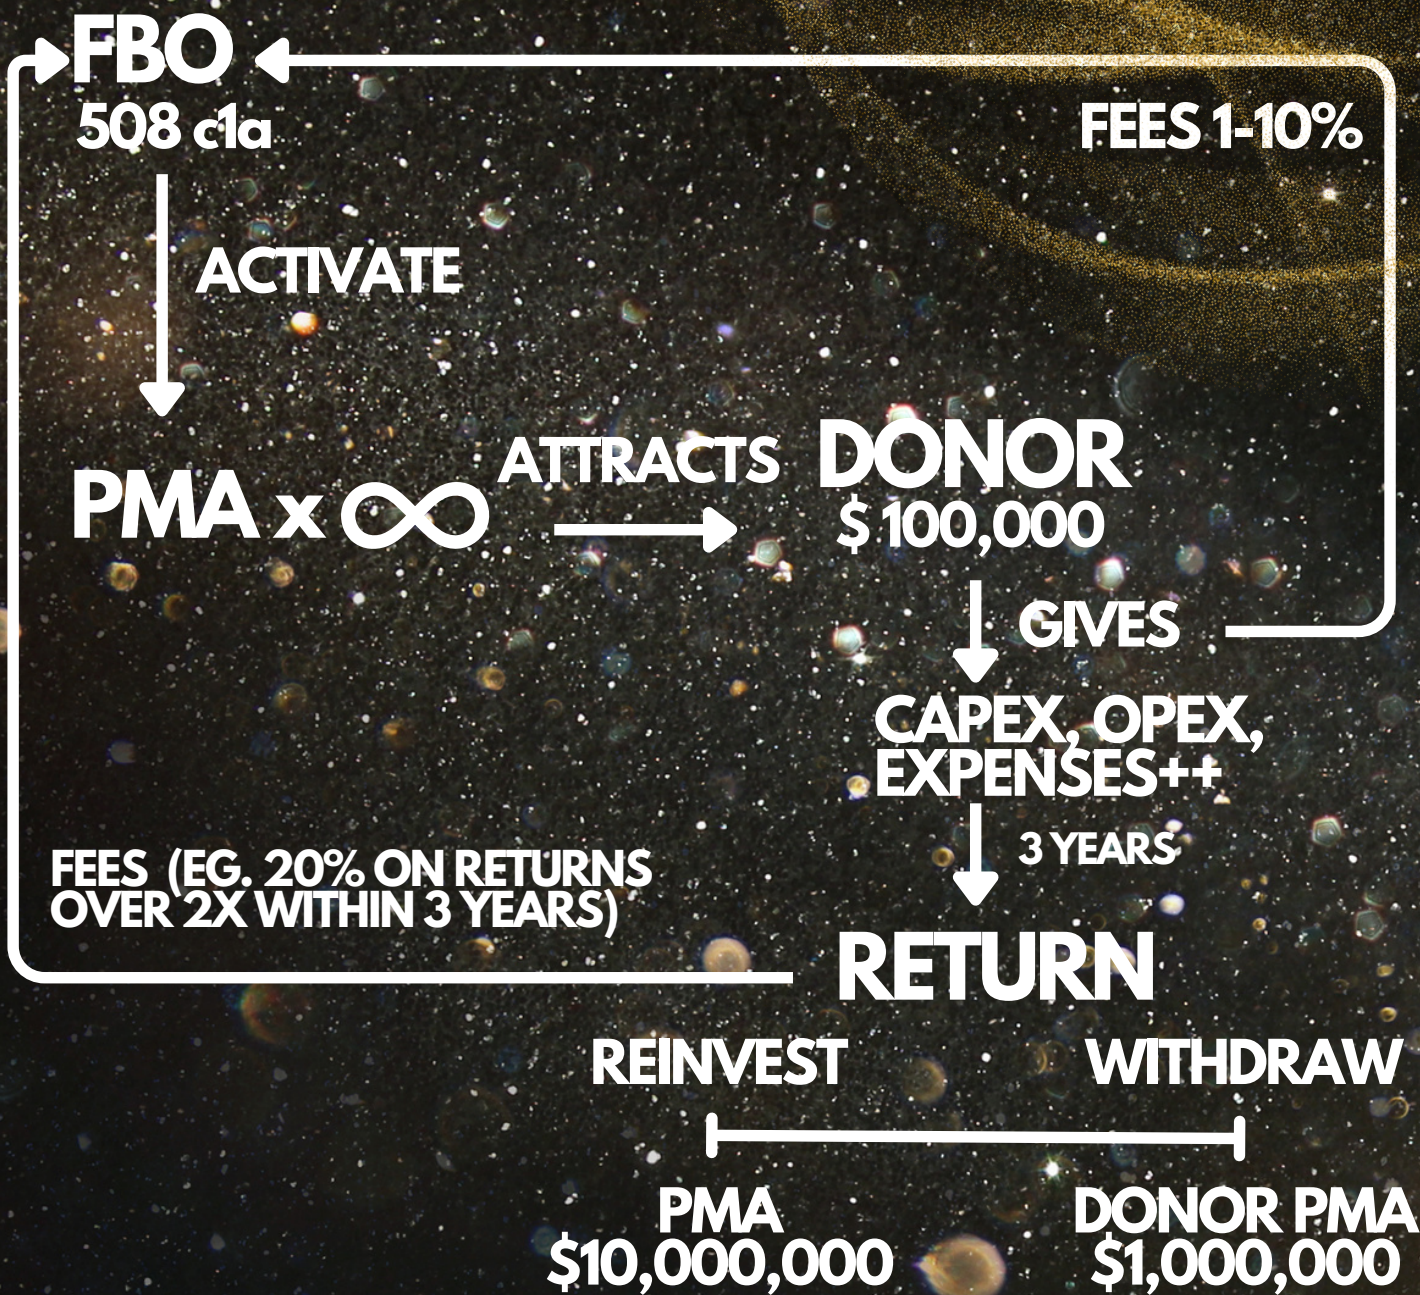 FBO
508 c1a
FEES 1-10%
ACTIVATE
PMA x ∞
ATTRACTS
DONOR
$ 100,000
GIVES
CAPEX, OPEX,
EXPENSES++
3 YEARS
FEES (EG. 20% ON RETURNS
OVER 2X WITHIN 3 YEARS)
RETURN
REINVEST
WITHDRAW
PMA
$10,000,000
DONOR PMA
$1,000,000